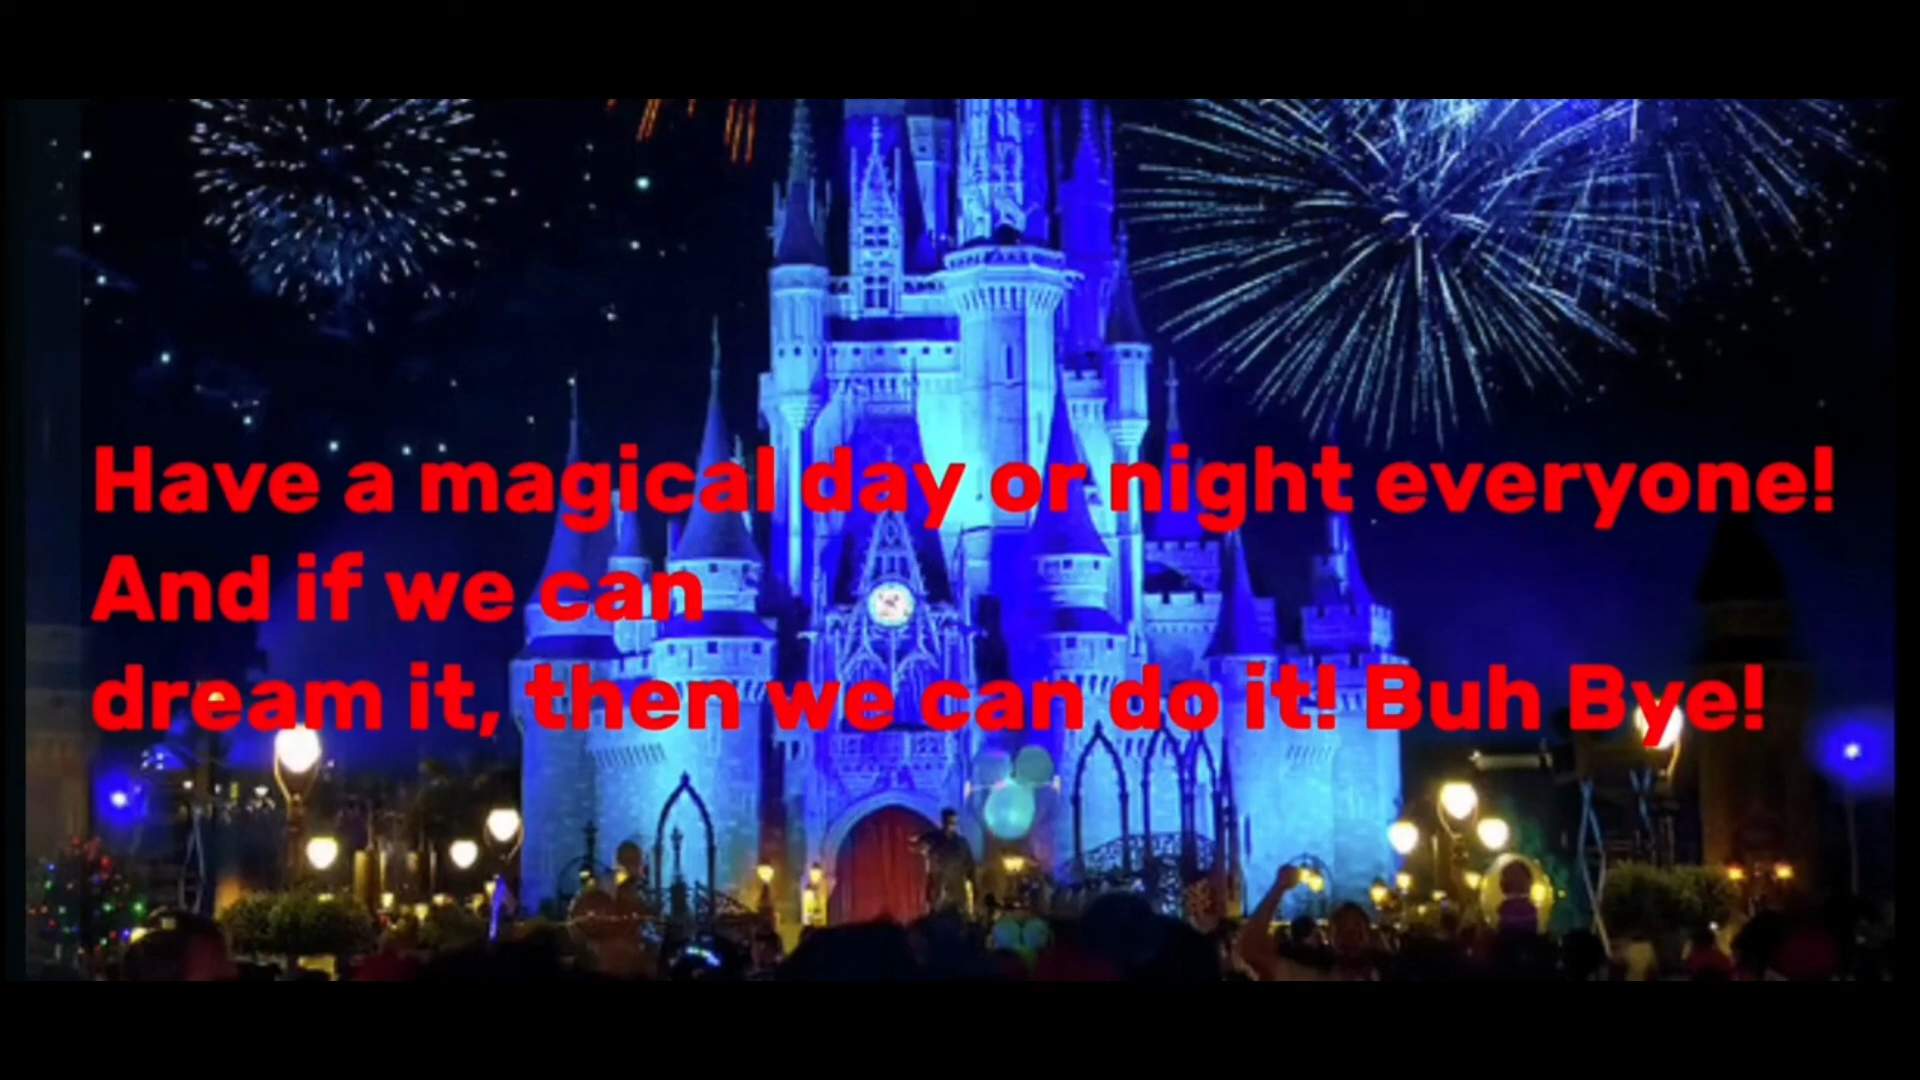 Have a magical day or night everyone!
And if we can
dream it, then we can do it! Buh Bye!